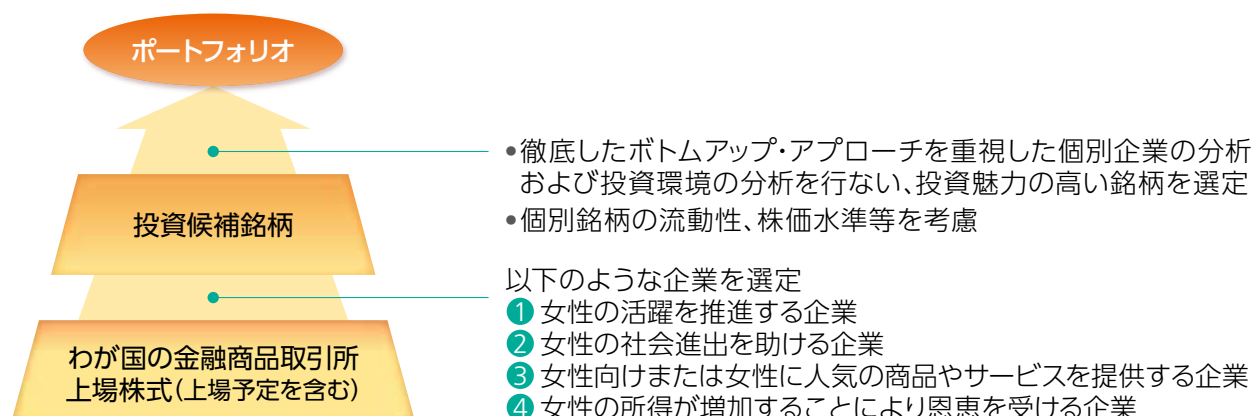 ポートフォリオ
•徹底したボトムアップ・アプローチを重視した個別企業の分析
および投資環境の分析を行ない、投資魅力の高い銘柄を選定
•個別銘柄の流動性、株価水準等を考慮
投資候補銘柄
以下のような企業を選定
❶女性の活躍を推進する企業
❷女性の社会進出を助ける企業
❸女性向けまたは女性に人気の商品やサービスを提供する企業
❹女性の所得が増加することにより恩恵を受ける企業
わが国の金融商品取引所
上場株式(上場予定を含む)